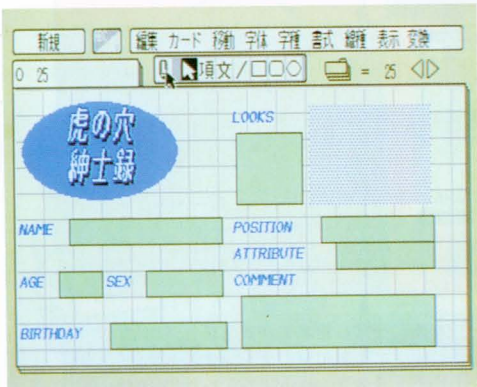 新規 編集 カード 移動 字体 字種 書式 線種 表示 変換
0 25 項文/□□○ = 25 ◁▷
虎の穴
紳士録
LOOKS
NAME
POSITION
ATTRIBUTE
AGE SEX
COMMENT
BIRTHDAY